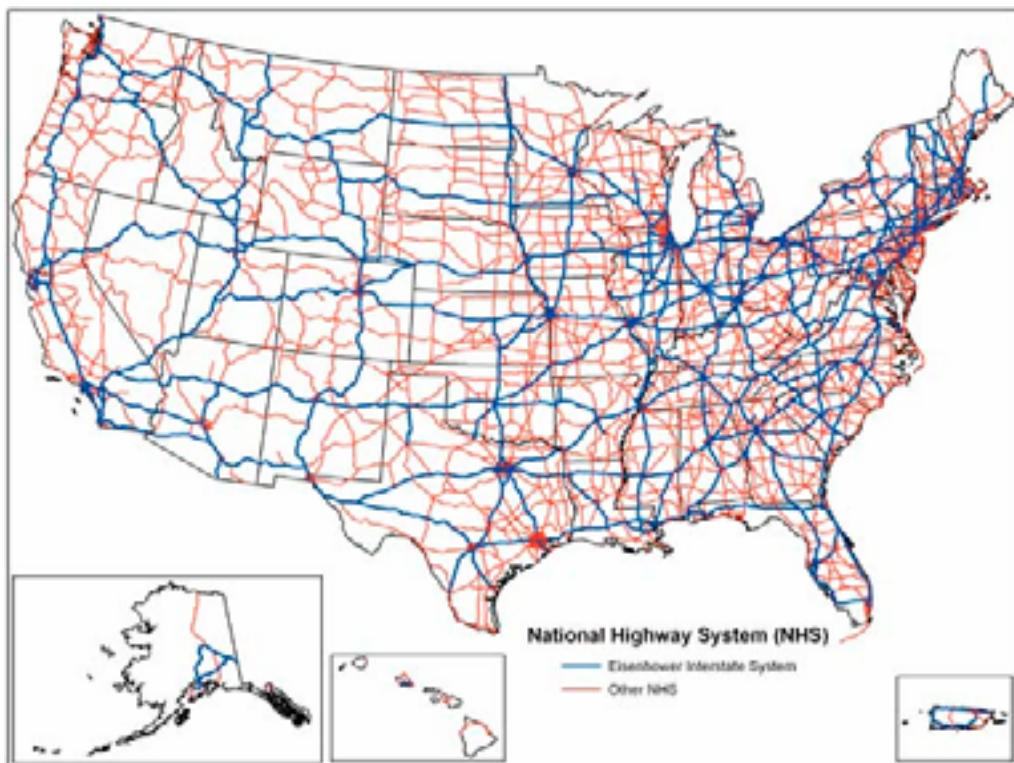 National Highway System (NHS)
Eisenhower Interstate System
Other NHS